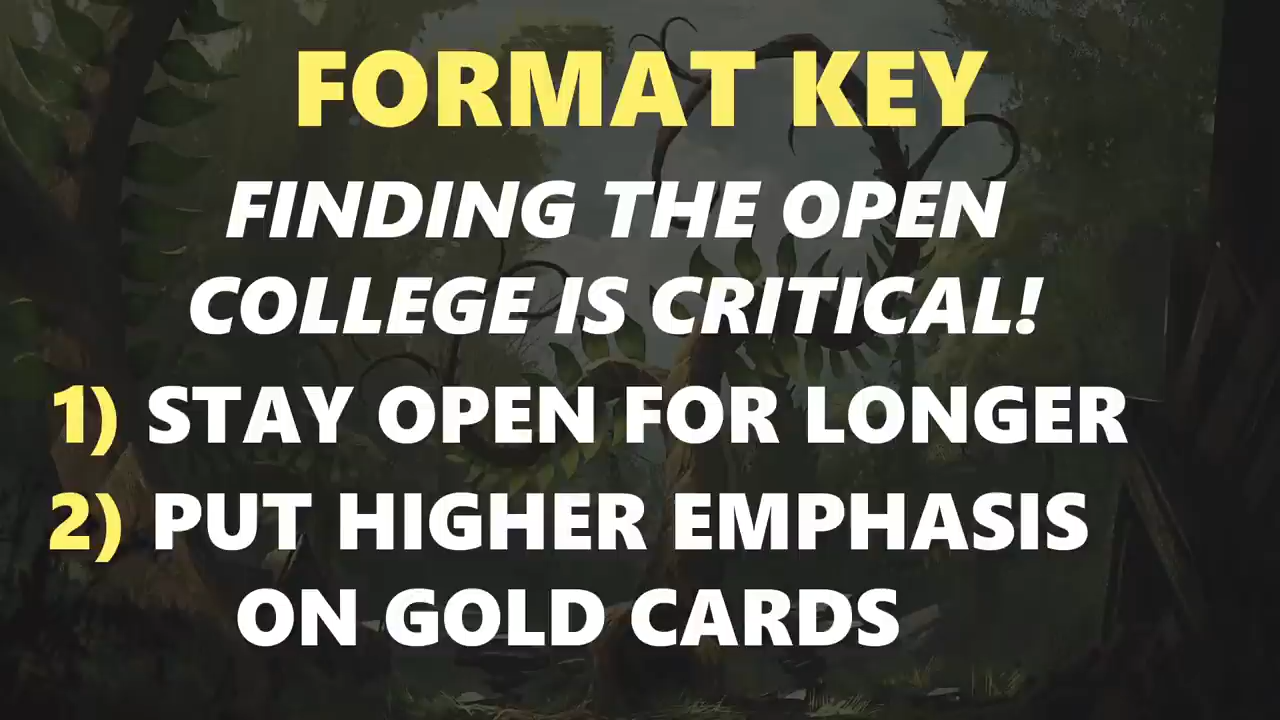 FORMAT KEY
FINDING THE OPEN
COLLEGE IS CRITICAL!
1) STAY OPEN FOR LONGER
2) PUT HIGHER EMPHASIS
ON GOLD CARDS